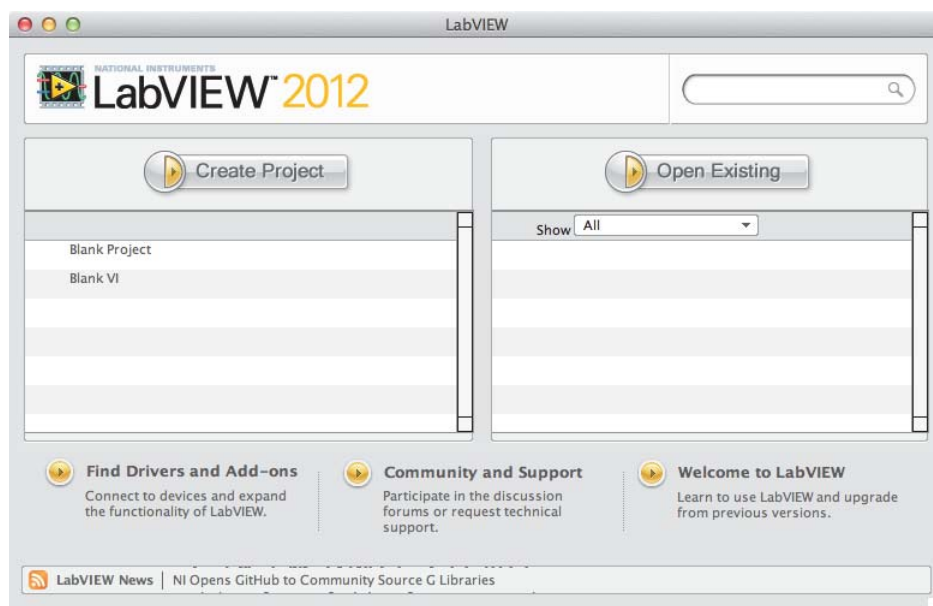 LabVIEW
NATIONAL INSTRUMENTS
LabVIEW™ 2012
Create Project
Open Existing
Show All
Blank Project
Blank VI
Find Drivers and Add-ons
Connect to devices and expand
the functionality of LabVIEW.
Community and Support
Participate in the discussion
forums or request technical
support.
Welcome to LabVIEW
Learn to use LabVIEW and upgrade
from previous versions.
LabVIEW News | NI Opens GitHub to Community Source G Libraries